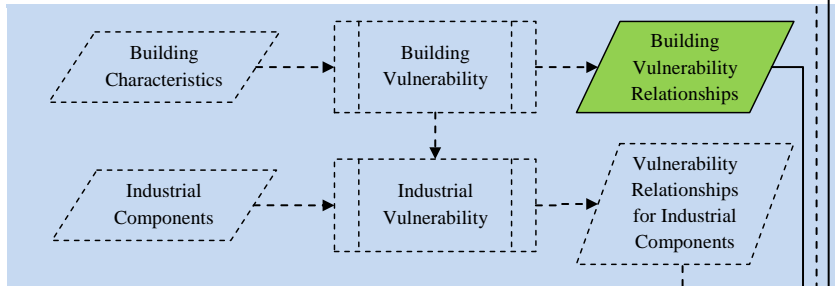 Building
Characteristics
Building
Vulnerability
Building
Vulnerability
Relationships
Industrial
Components
Industrial
Vulnerability
Vulnerability
Relationships
for Industrial
Components